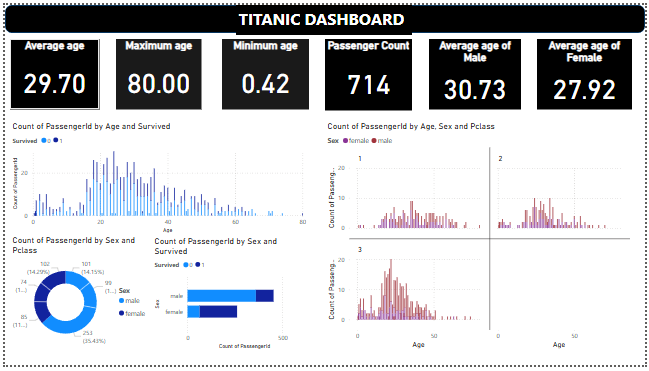 TITANIC DASHBOARD
Average age
29.70
Maximum age
80.00
Minimum age
0.42
Passenger Count
714
Average age of
Male
30.73
Average age of
Female
27.92
Count of PassengerId by Age and Survived
Survived 0 1
Count of PassengerId
20
0
0 20 40 60 80
Age
Count of PassengerId by Sex and
Pclass
102
(14.29%)
101
(14.15%)
74
(1...)
99
(1...)
85
(11...)
253
(35.43%)
Sex
male
female
Count of PassengerId by Sex and
Survived
Survived 0 1
Sex
male
female
0 500
Count of PassengerId
Count of PassengerId by Age, Sex and Pclass
Sex female male
1
2
Count of Passeng...
20
10
0
3
Count of Passeng...
20
10
0
0 50
Age
0 50
Age